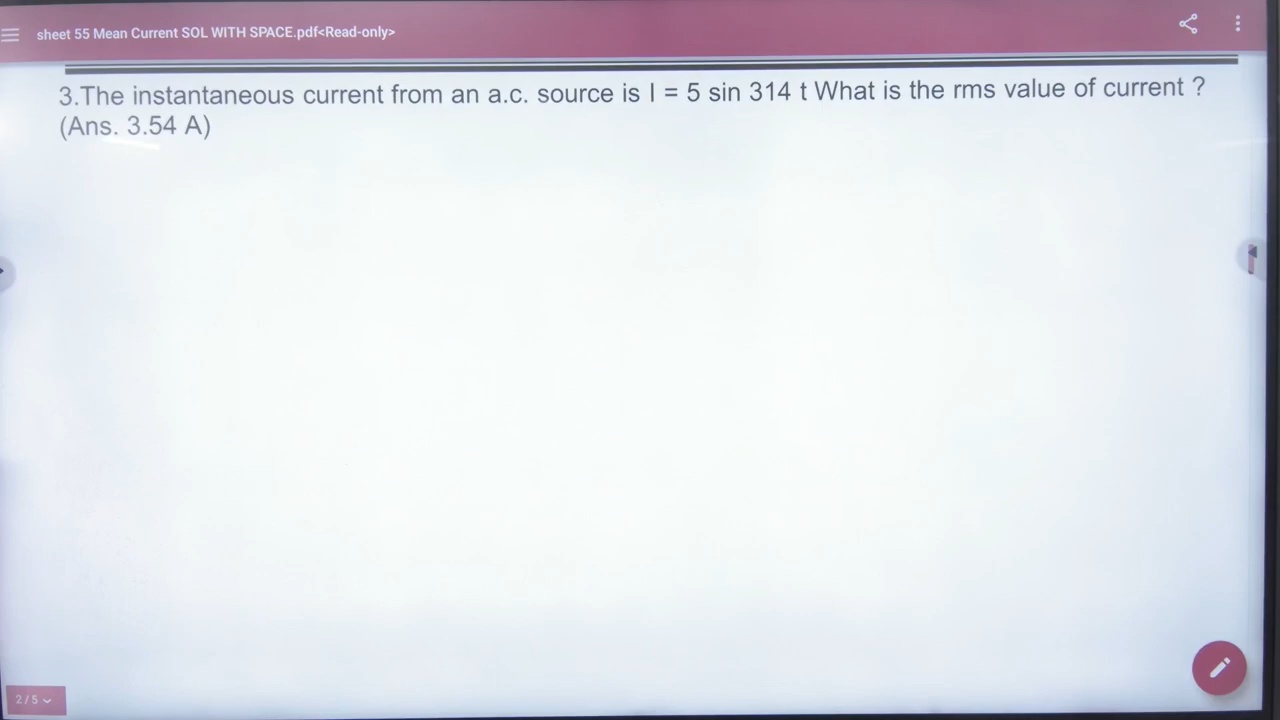 sheet 55 Mean Current SOL WITH SPACE.pdf<Read-only>
3.The instantaneous current from an a.c. source is I = 5 sin 314 t What is the rms value of current ?
(Ans. 3.54 A)
2/5